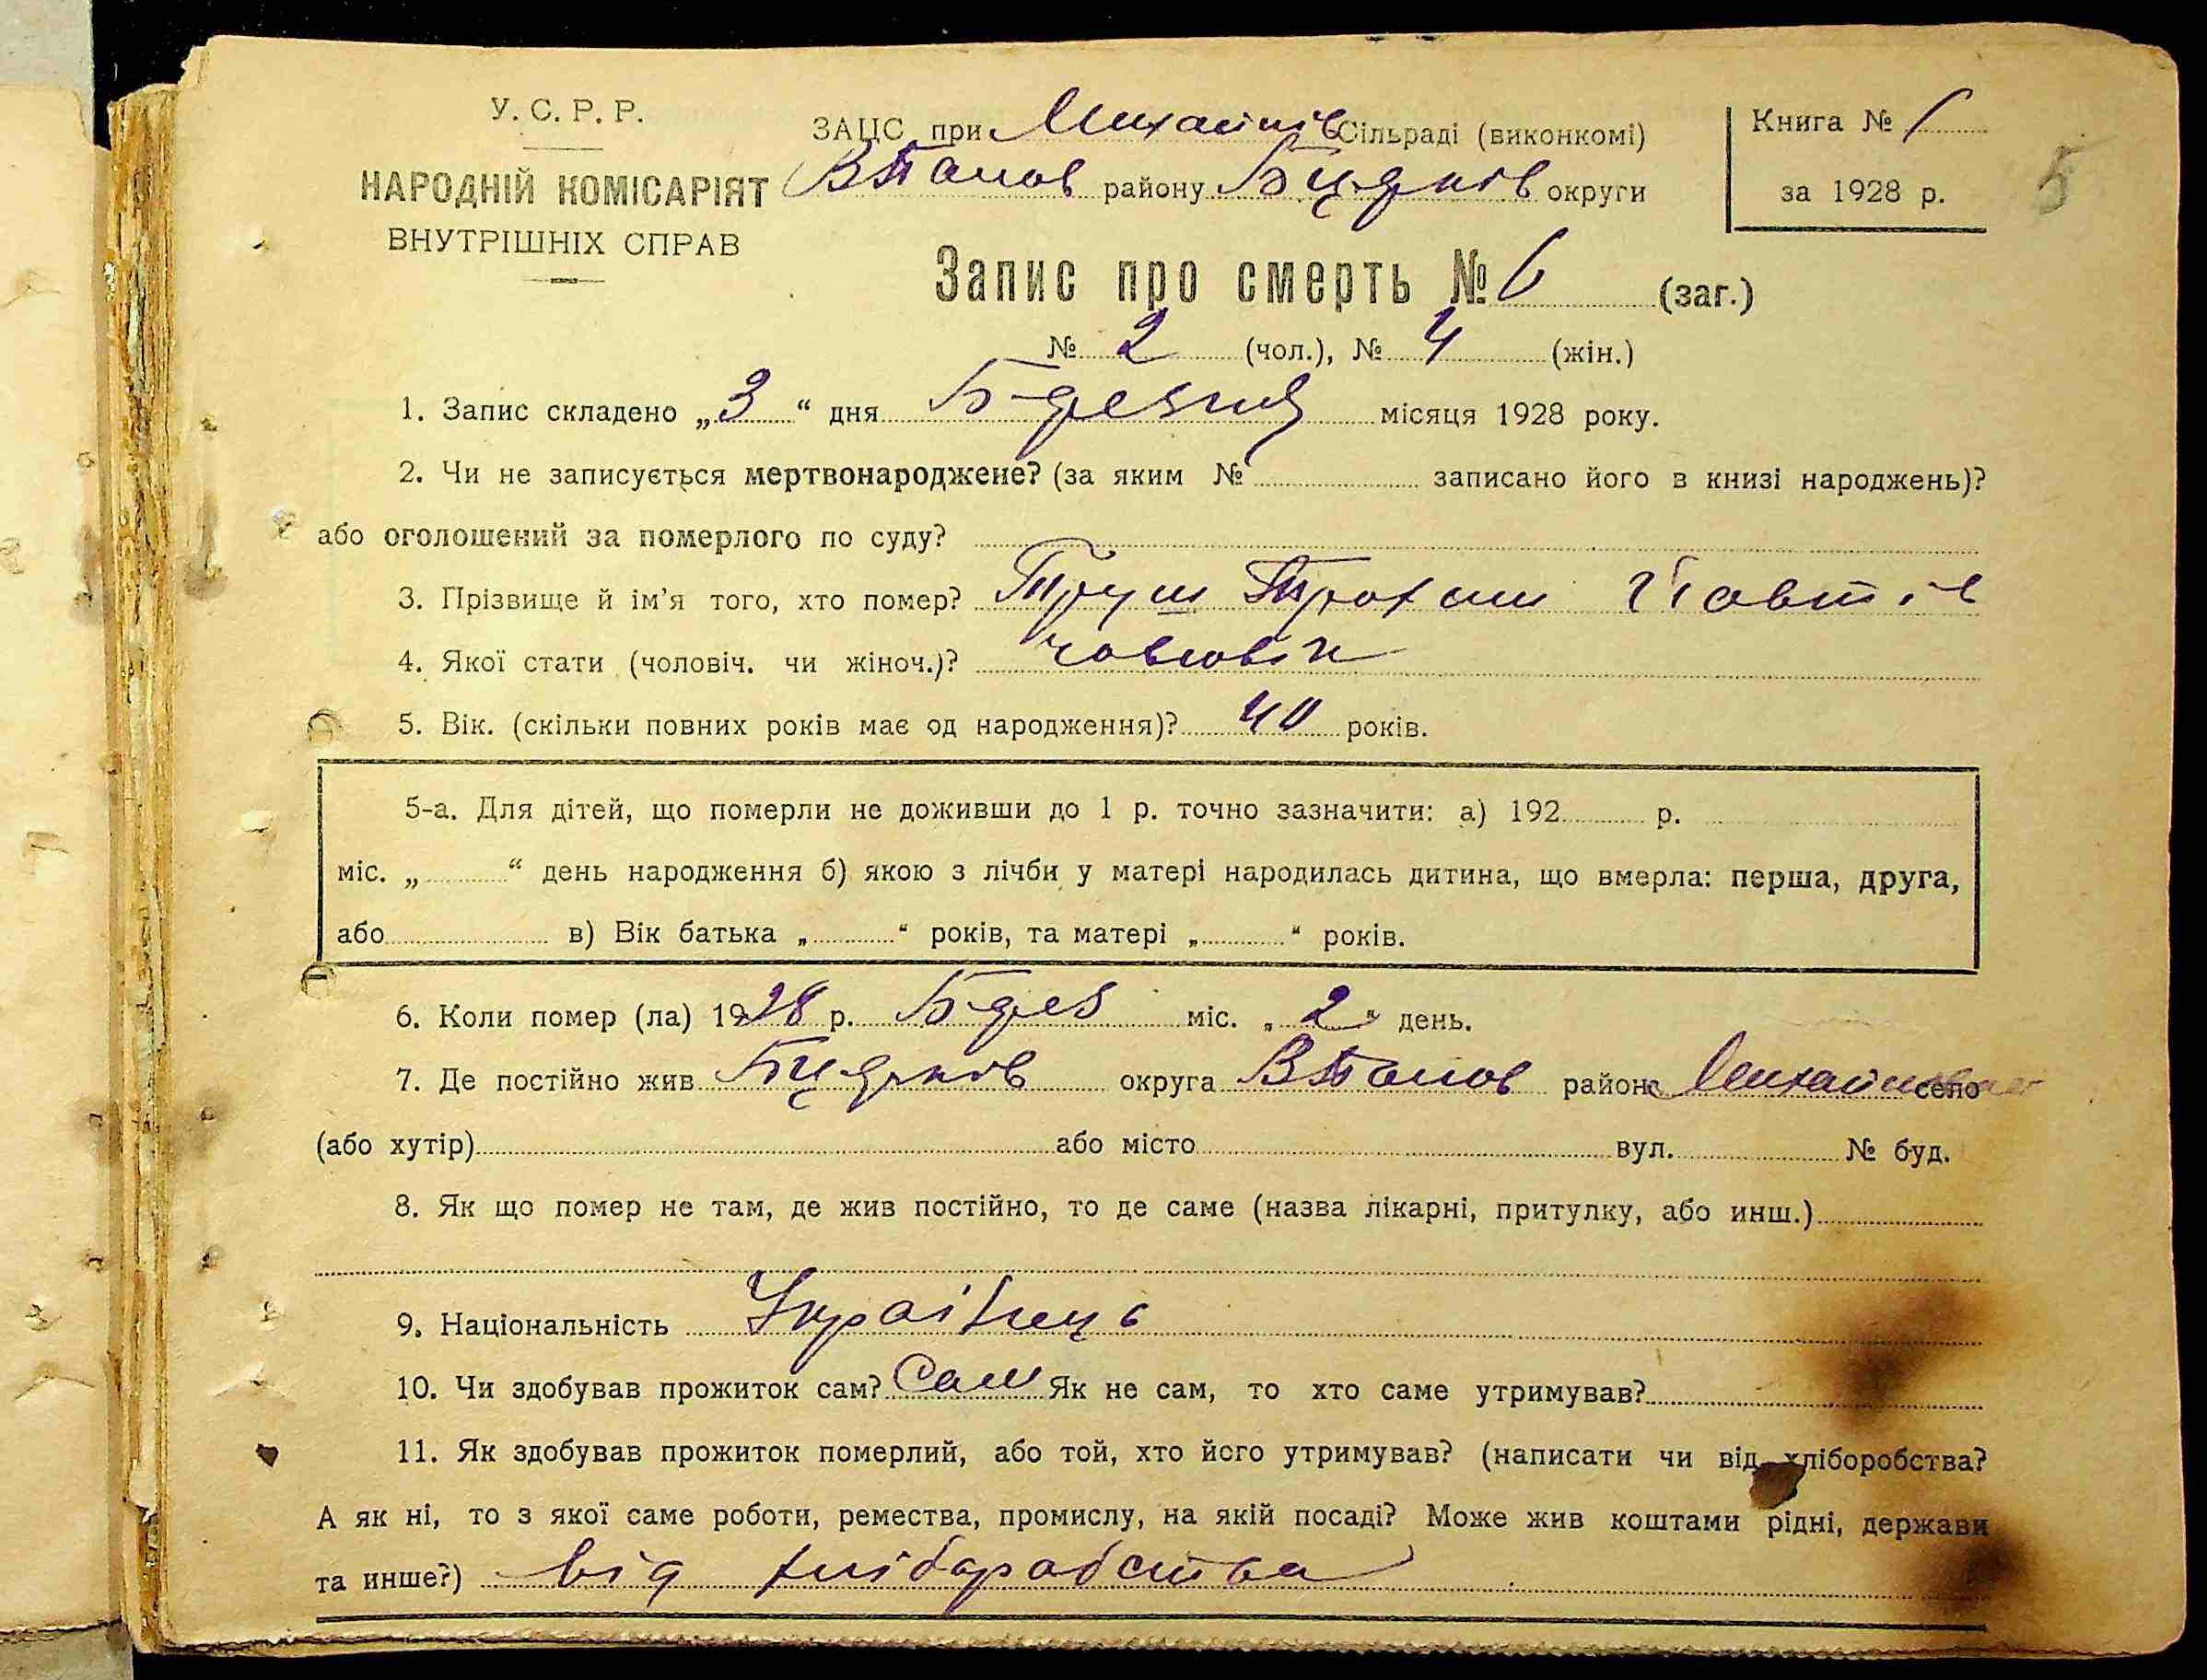 У. С. Р. Р.
НАРОДНІЙ КОМІСАРІЯТ
ВНУТРІШНІХ СПРАВ
ЗАЦС при Михайлів Сільраді (виконкомі)
району округи
Книга № 1
за 1928 р.
5
Запис про смерть № 6 (заг.)
№ 2 (чол.), № 4 (жін.)
1. Запис складено „3“ дня Березня місяця 1928 року.
2. Чи не записується мертвонароджене? (за яким № записано його в книзі народжень)?
або оголошений за померлого по суду?
3. Прізвище й ім’я того, хто помер? Труш Трохим
4. Якої стати (чоловіч. чи жіноч.)? чоловік
5. Вік. (скільки повних років має од народження)? 40 років.
5-а. Для дітей, що померли не доживши до 1 р. точно зазначити: а) 192 р.
міс. „ “ день народження б) якою з лічби у матері народилась дитина, що вмерла: перша, друга,
або в) Вік батька „ “ років, та матері „ “ років.
6. Коли помер (ла) 1928 р. Берез міс. „2“ день.
7. Де постійно жив округа район село
(або хутір) або місто вул. № буд.
8. Як що помер не там, де жив постійно, то де саме (назва лікарні, притулку, або инш.)
9. Національність Украінець
10. Чи здобував прожиток сам? Сам Як не сам, то хто саме утримував?
11. Як здобував прожиток померлий, або той, хто його утримував? (написати чи від хліборобства?
А як ні, то з якої саме роботи, ремества, промислу, на якій посаді? Може жив коштами рідні, держави
та инше?) від хліборобства